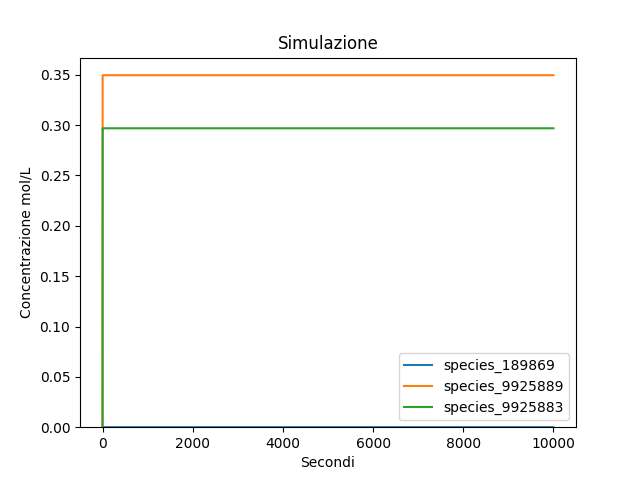 Simulazione
Concentrazione mol/L
0.35
0.30
0.25
0.20
0.15
0.10
0.05
0.00
0 2000 4000 6000 8000 10000
Secondi
species_189869
species_9925889
species_9925883